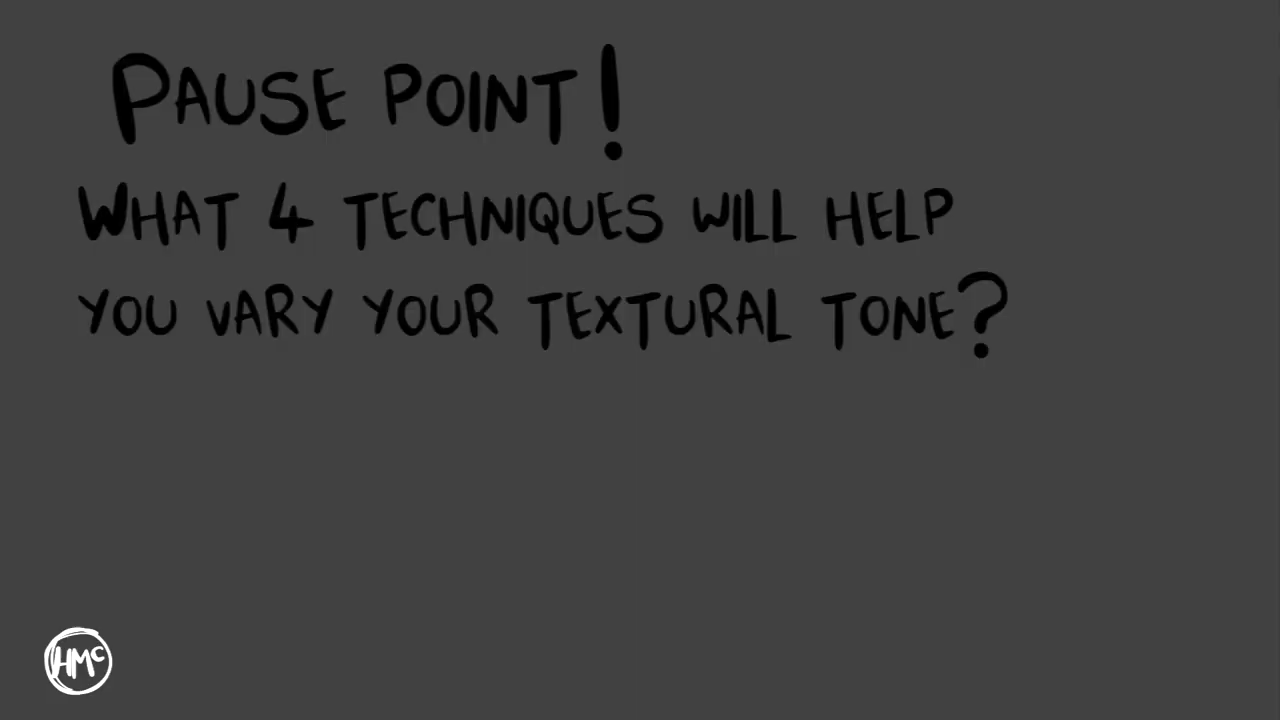 PAUSE POINT!
WHAT 4 TECHNIQUES WILL HELP
YOU VARY YOUR TEXTURAL TONE?
HMC